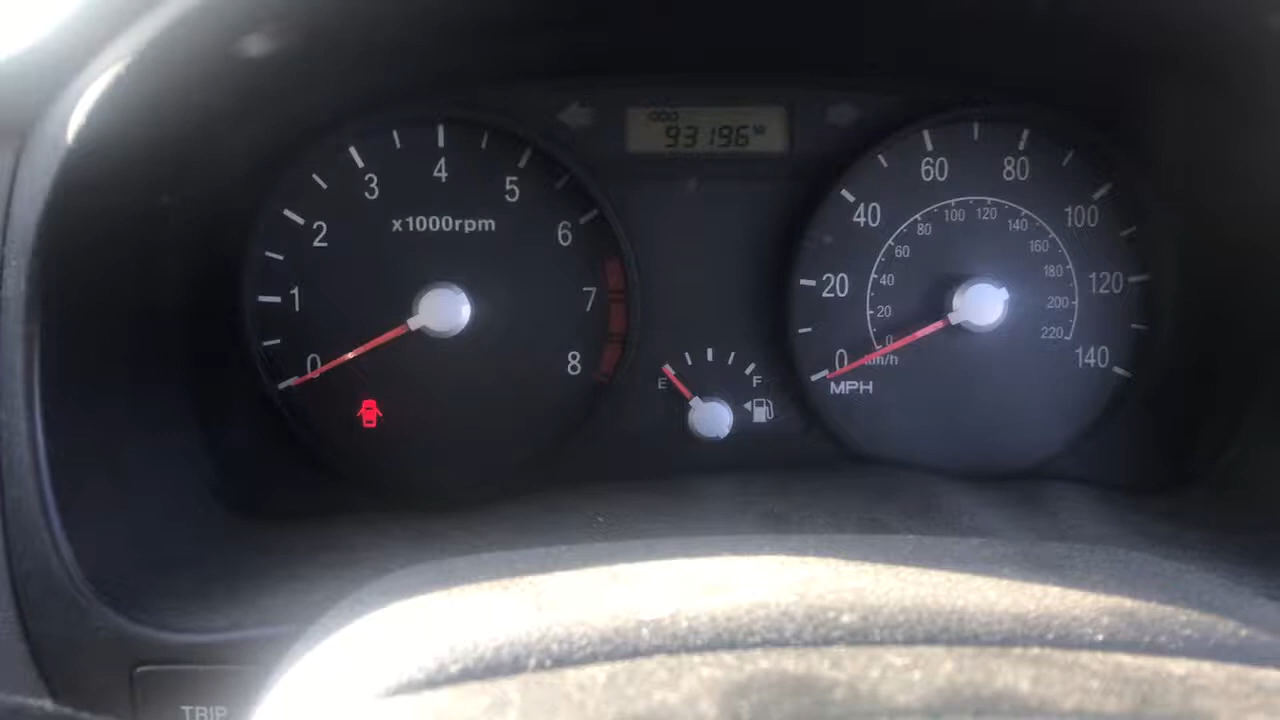 ODO
93196
0 1 2 3 4 5 6 7 8
x1000rpm
E F
0 20 40 60 80 100 120 140
MPH
0 20 40 60 80 100 120 140 160 180 200 220
km/h
TRIP